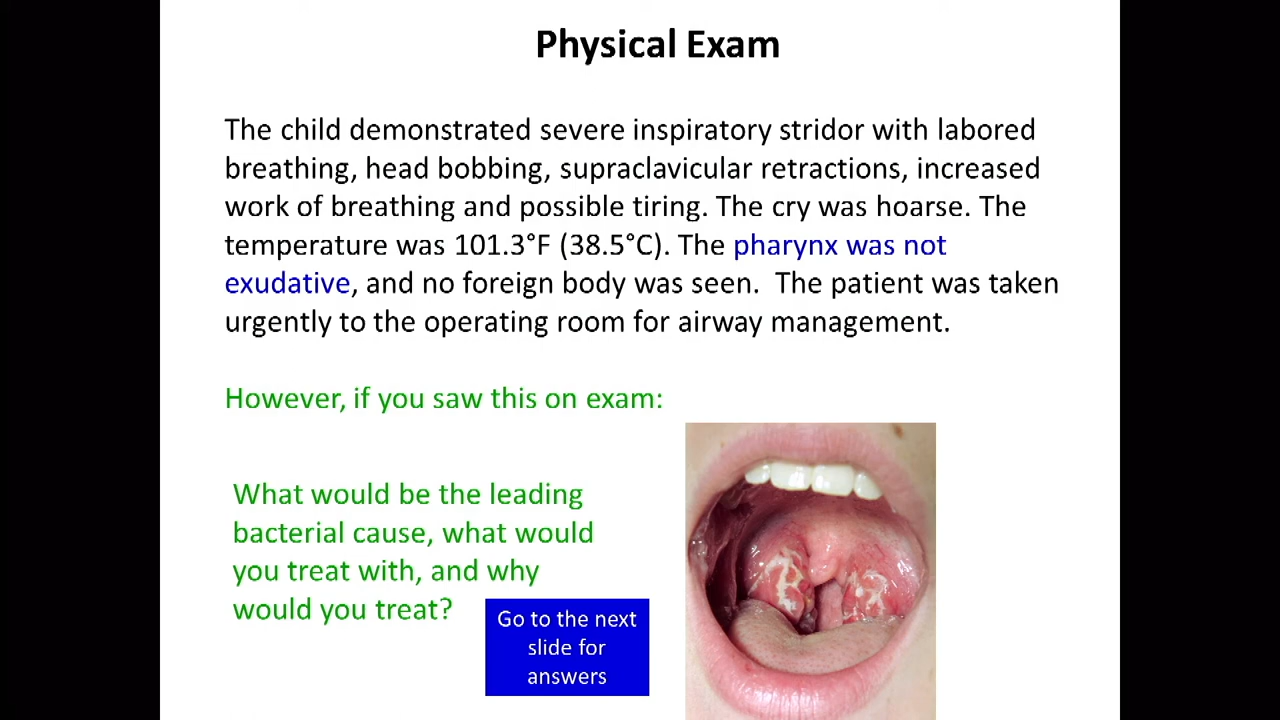 Physical Exam
The child demonstrated severe inspiratory stridor with labored
breathing, head bobbing, supraclavicular retractions, increased
work of breathing and possible tiring. The cry was hoarse. The
temperature was 101.3°F (38.5°C). The pharynx was not
exudative, and no foreign body was seen.  The patient was taken
urgently to the operating room for airway management.
However, if you saw this on exam:
What would be the leading
bacterial cause, what would
you treat with, and why
would you treat?
Go to the next
slide for
answers